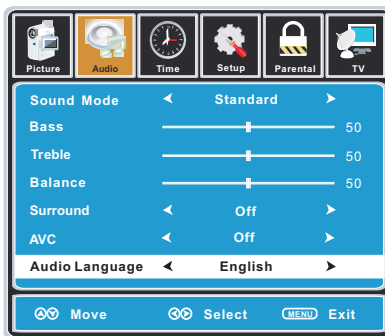 Picture Audio Time Setup Parental TV
Sound Mode Standard
Bass 50
Treble 50
Balance 50
Surround Off
AVC Off
Audio Language English
Move Select MENU Exit